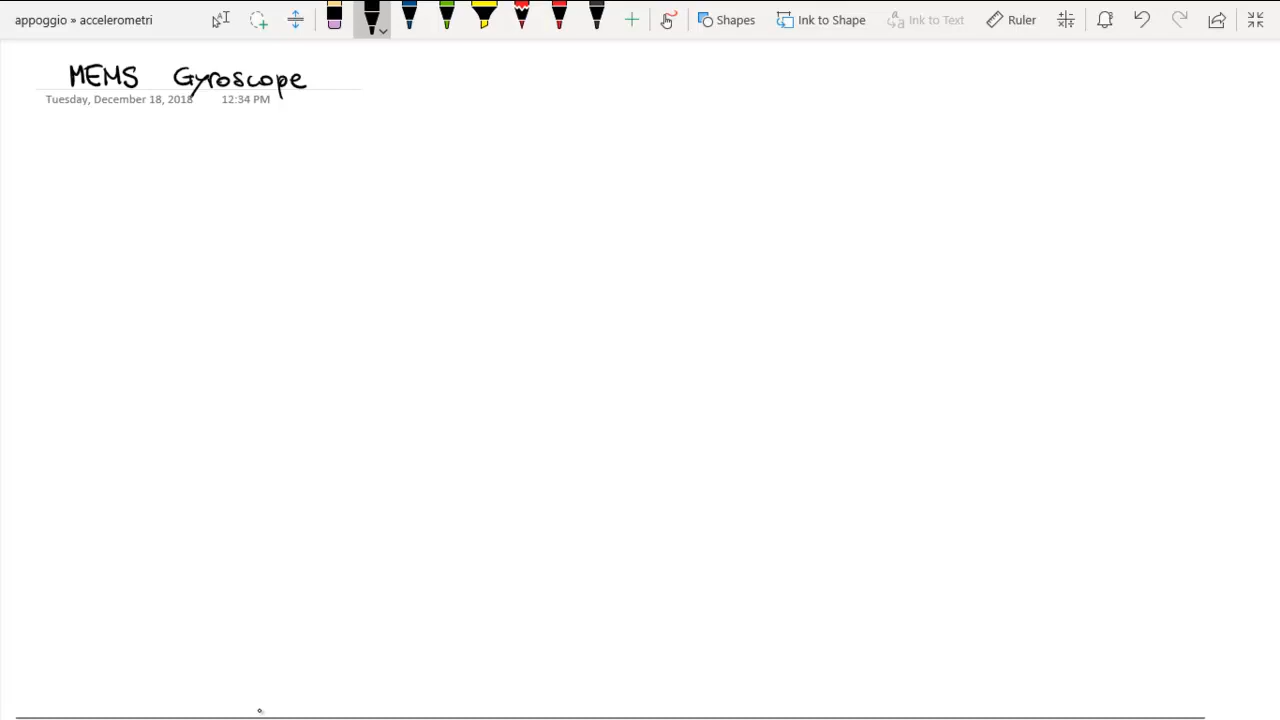 appoggio » accelerometri
Shapes
Ink to Shape
Ink to Text
Ruler
MEMS Gyroscope
Tuesday, December 18, 2018 12:34 PM